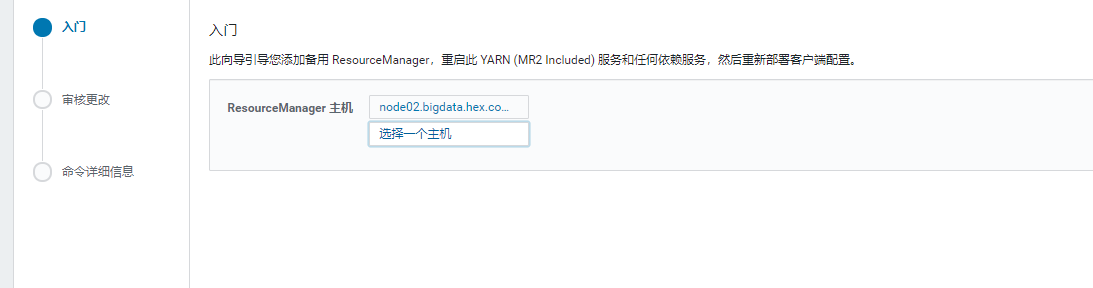 入门
审核更改
命令详细信息
入门
此向导引导您添加备用 ResourceManager，重启此 YARN (MR2 Included) 服务和任何依赖服务，然后重新部署客户端配置。
ResourceManager 主机
node02.bigdata.hex.co...
选择一个主机